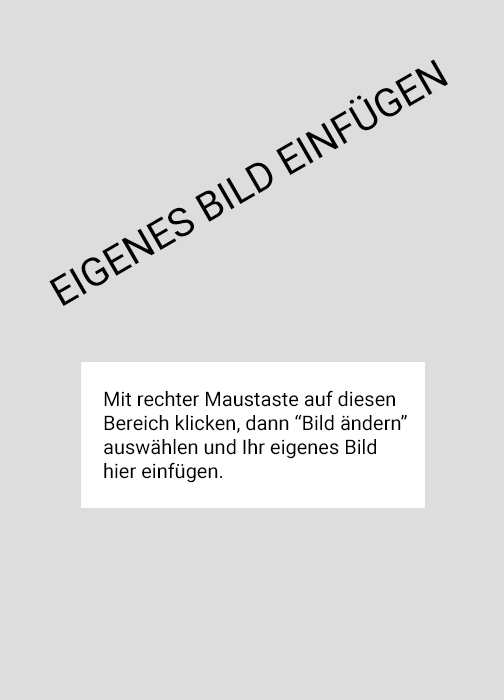 EIGENES BILD EINFÜGEN
Mit rechter Maustaste auf diesen
Bereich klicken, dann “Bild ändern”
auswählen und Ihr eigenes Bild
hier einfügen.